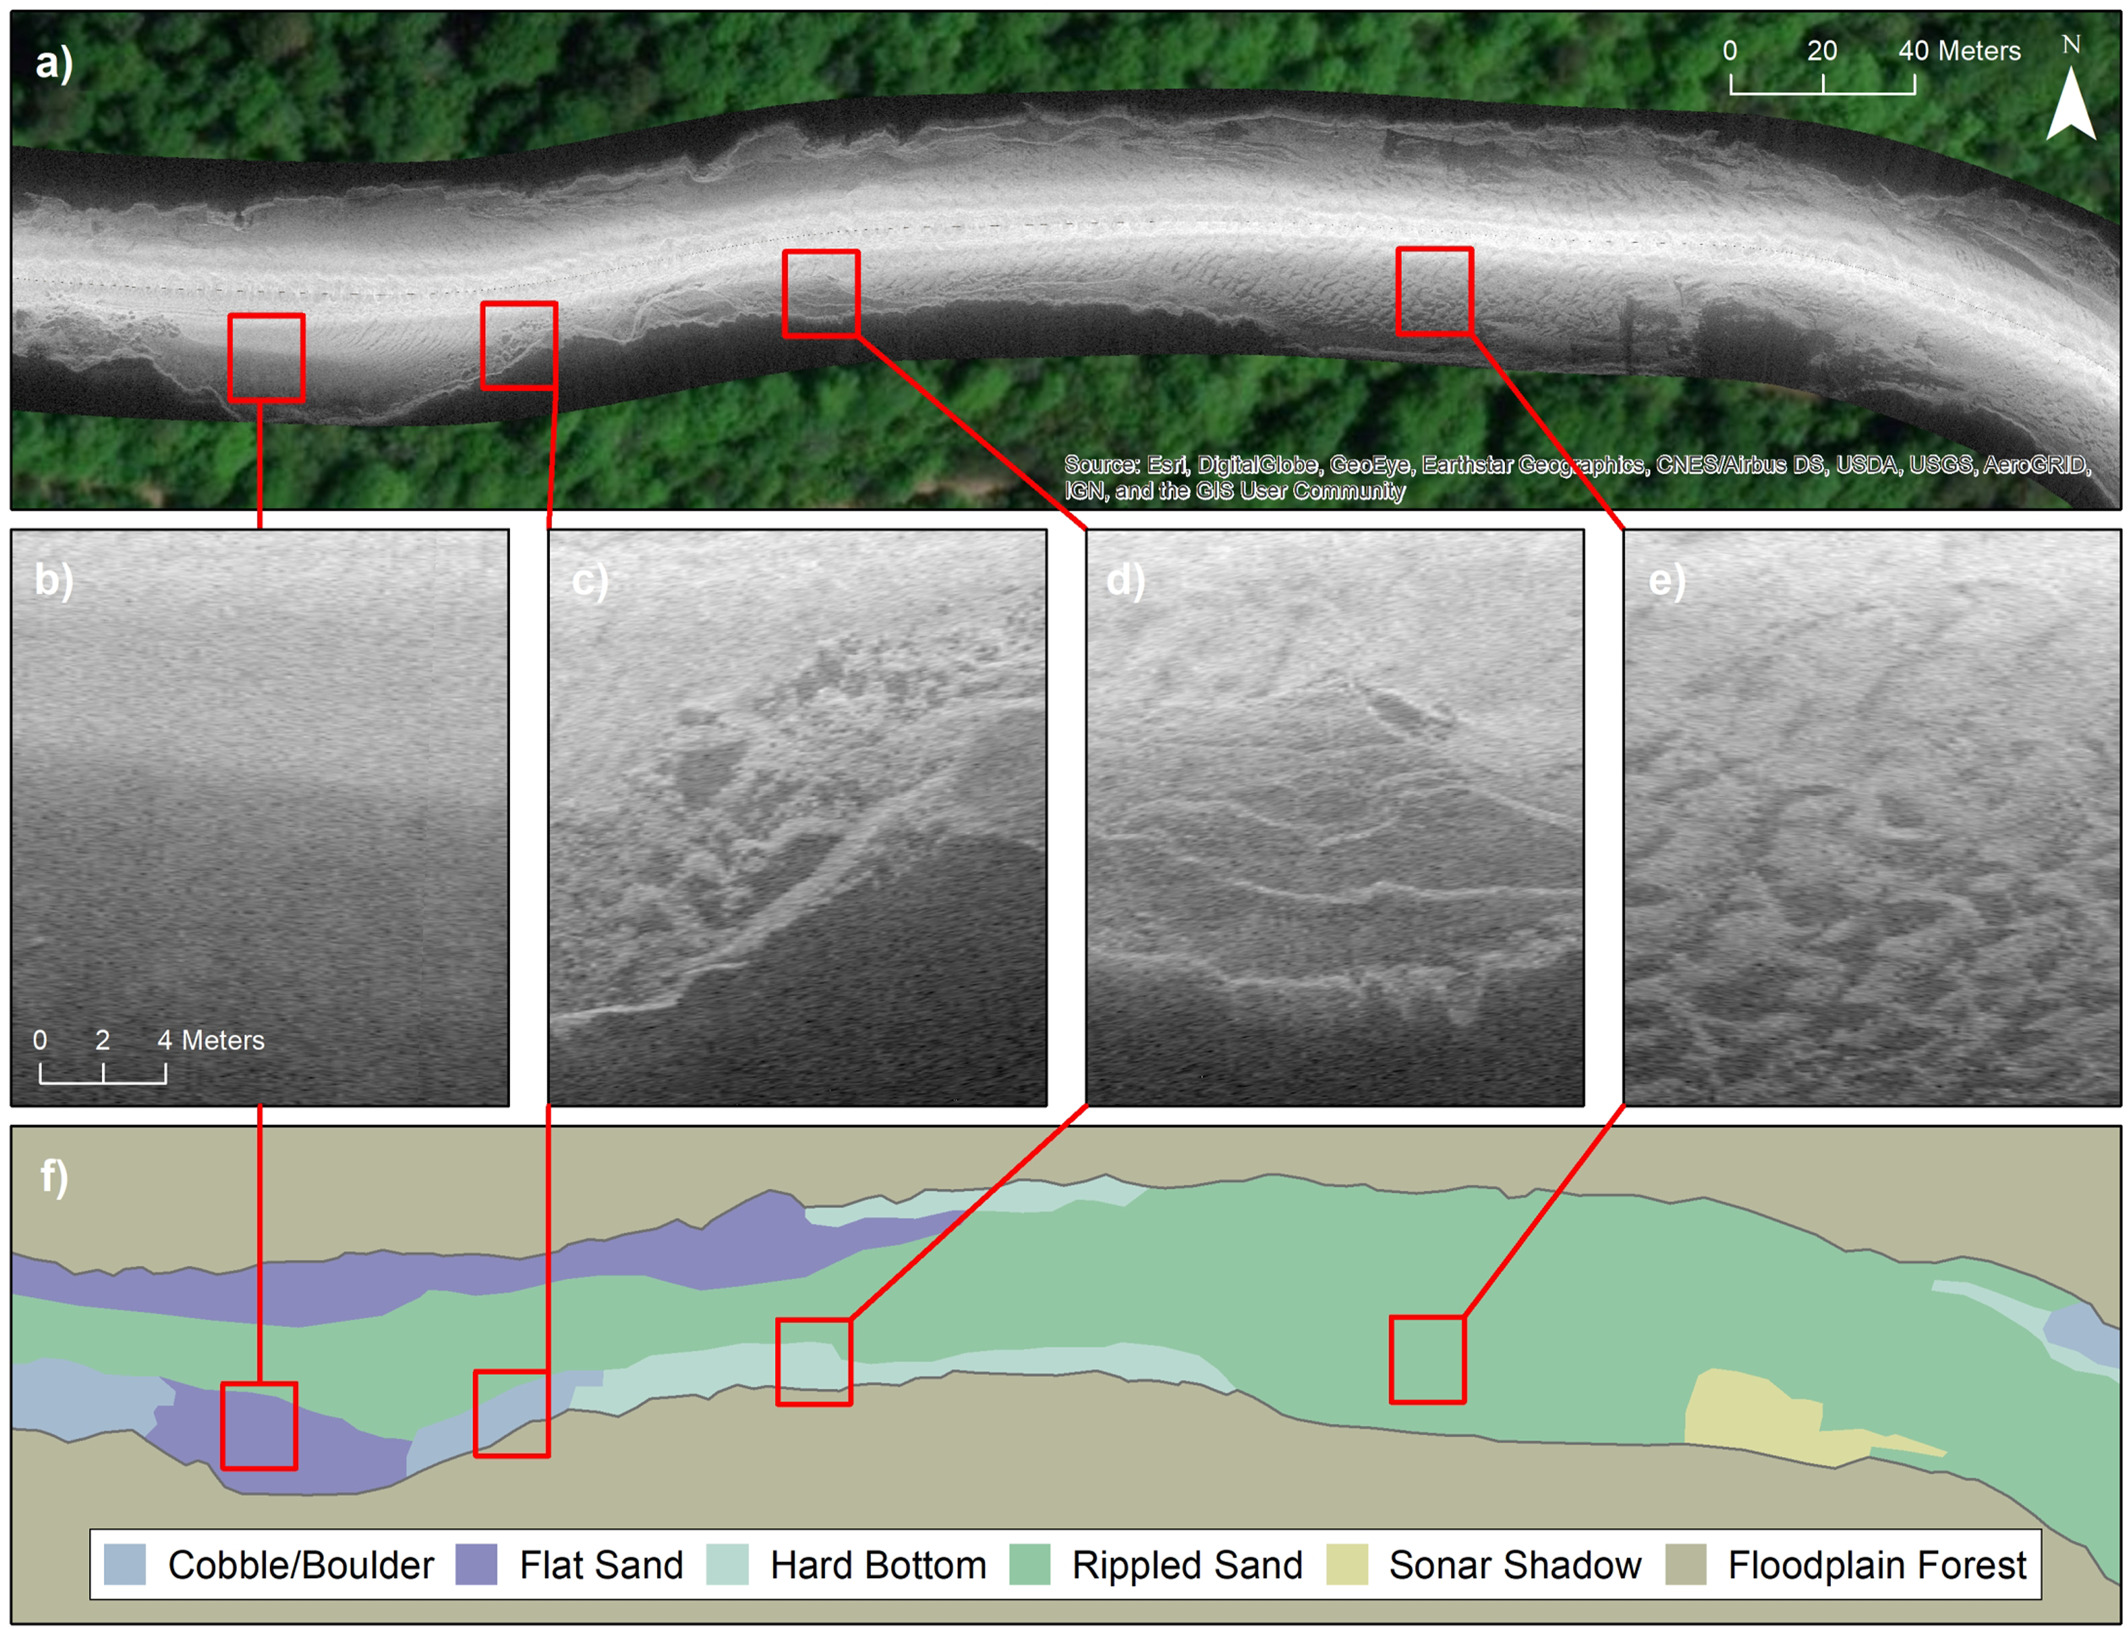 a)
0 20 40 Meters
N
Source: Esri, DigitalGlobe, GeoEye, Earthstar Geographics, CNES/Airbus DS, USDA, USGS, AeroGRID,
IGN, and the GIS User Community
b)
c)
d)
e)
0 2 4 Meters
f)
Cobble/Boulder
Flat Sand
Hard Bottom
Rippled Sand
Sonar Shadow
Floodplain Forest